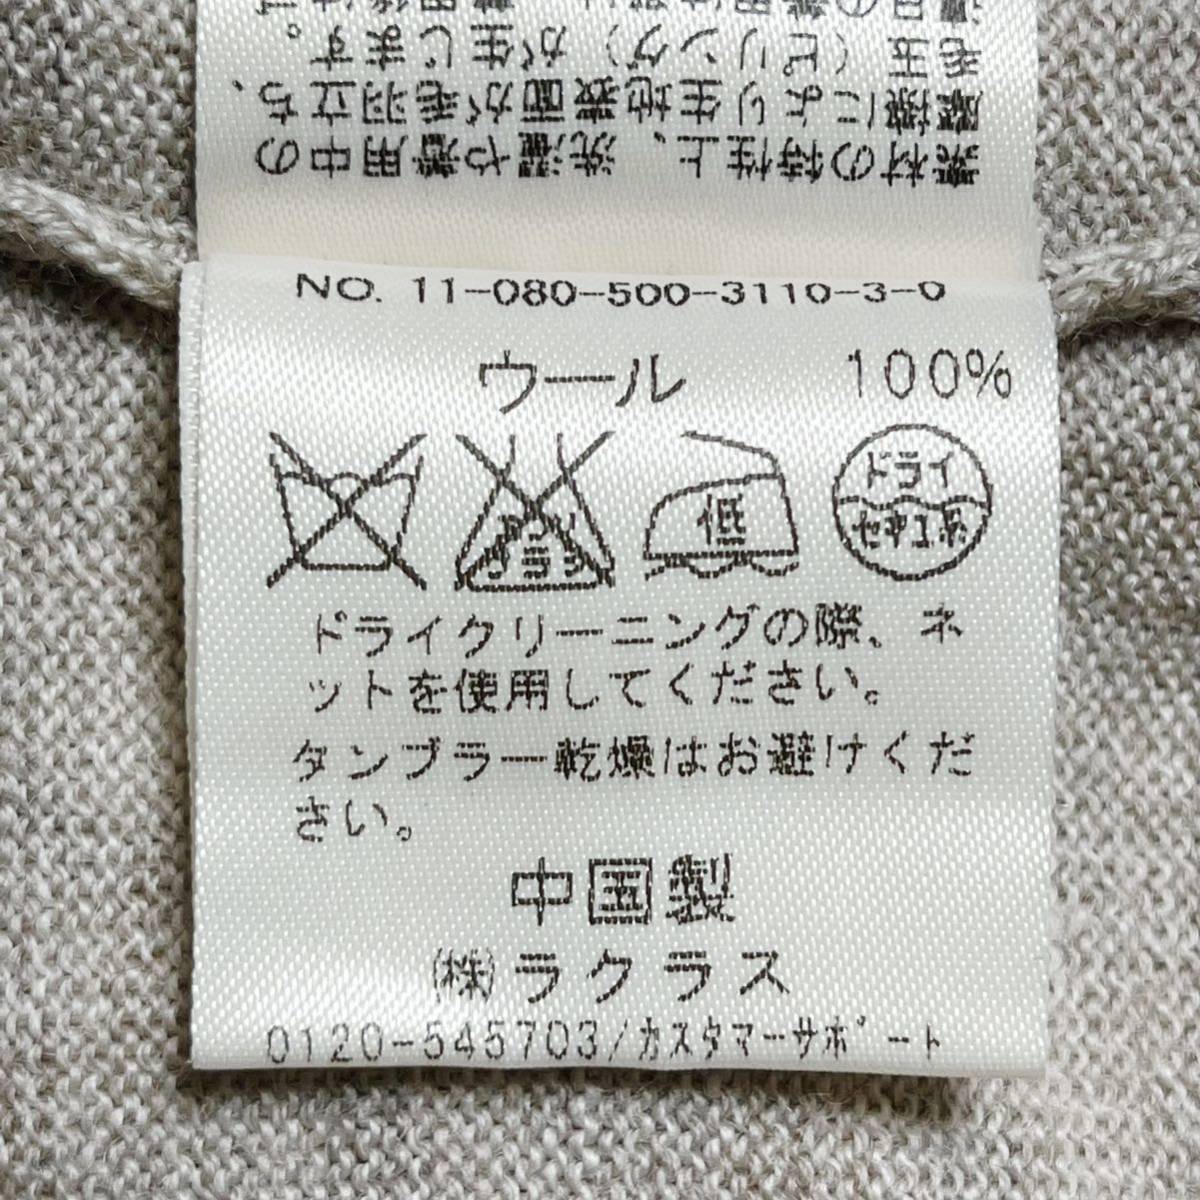 素材の特性上、洗濯や着用中の
摩擦により生地表面が毛羽立ち、
毛玉(ピリング)が生じます。
NO. 11-080-500-3110-3-0
ウール 100%
エンソ サラシ 低 ドライ セキユ系
ドライクリーニングの際、ネ
ットを使用してください。
タンブラー乾燥はお避けくだ
さい。
中国製
(株)ラクラス
0120-545703/カスタマーサポート